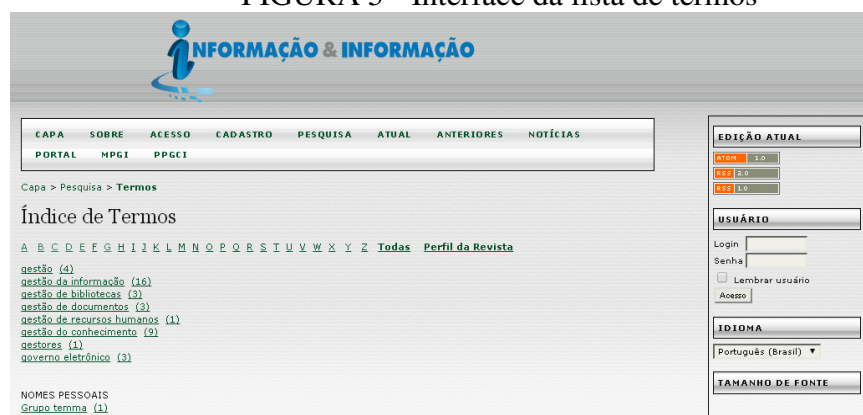 FIGURA 3 - Interface da lista de termos
INFORMAÇÃO & INFORMAÇÃO
CAPA SOBRE ACESSO CADASTRO PESQUISA ATUAL ANTERIORES NOTÍCIAS
PORTAL MPGI PPGCI
Capa > Pesquisa > Termos
Índice de Termos
A B C D E F G H I J K L M N O P Q R S T U V W X Y Z Todas Perfil da Revista
gestão (4)
gestão da informação (16)
gestão de bibliotecas (3)
gestão de documentos (3)
gestão de recursos humanos (1)
gestão do conhecimento (9)
gestores (1)
governo eletrônico (3)
NOMES PESSOAIS
Grupo temma (1)
EDIÇÃO ATUAL
ATOM 1.0
RSS 2.0
RSS 1.0
USUÁRIO
Login
Senha
Lembrar usuário
Acesso
IDIOMA
Português (Brasil)
TAMANHO DE FONTE